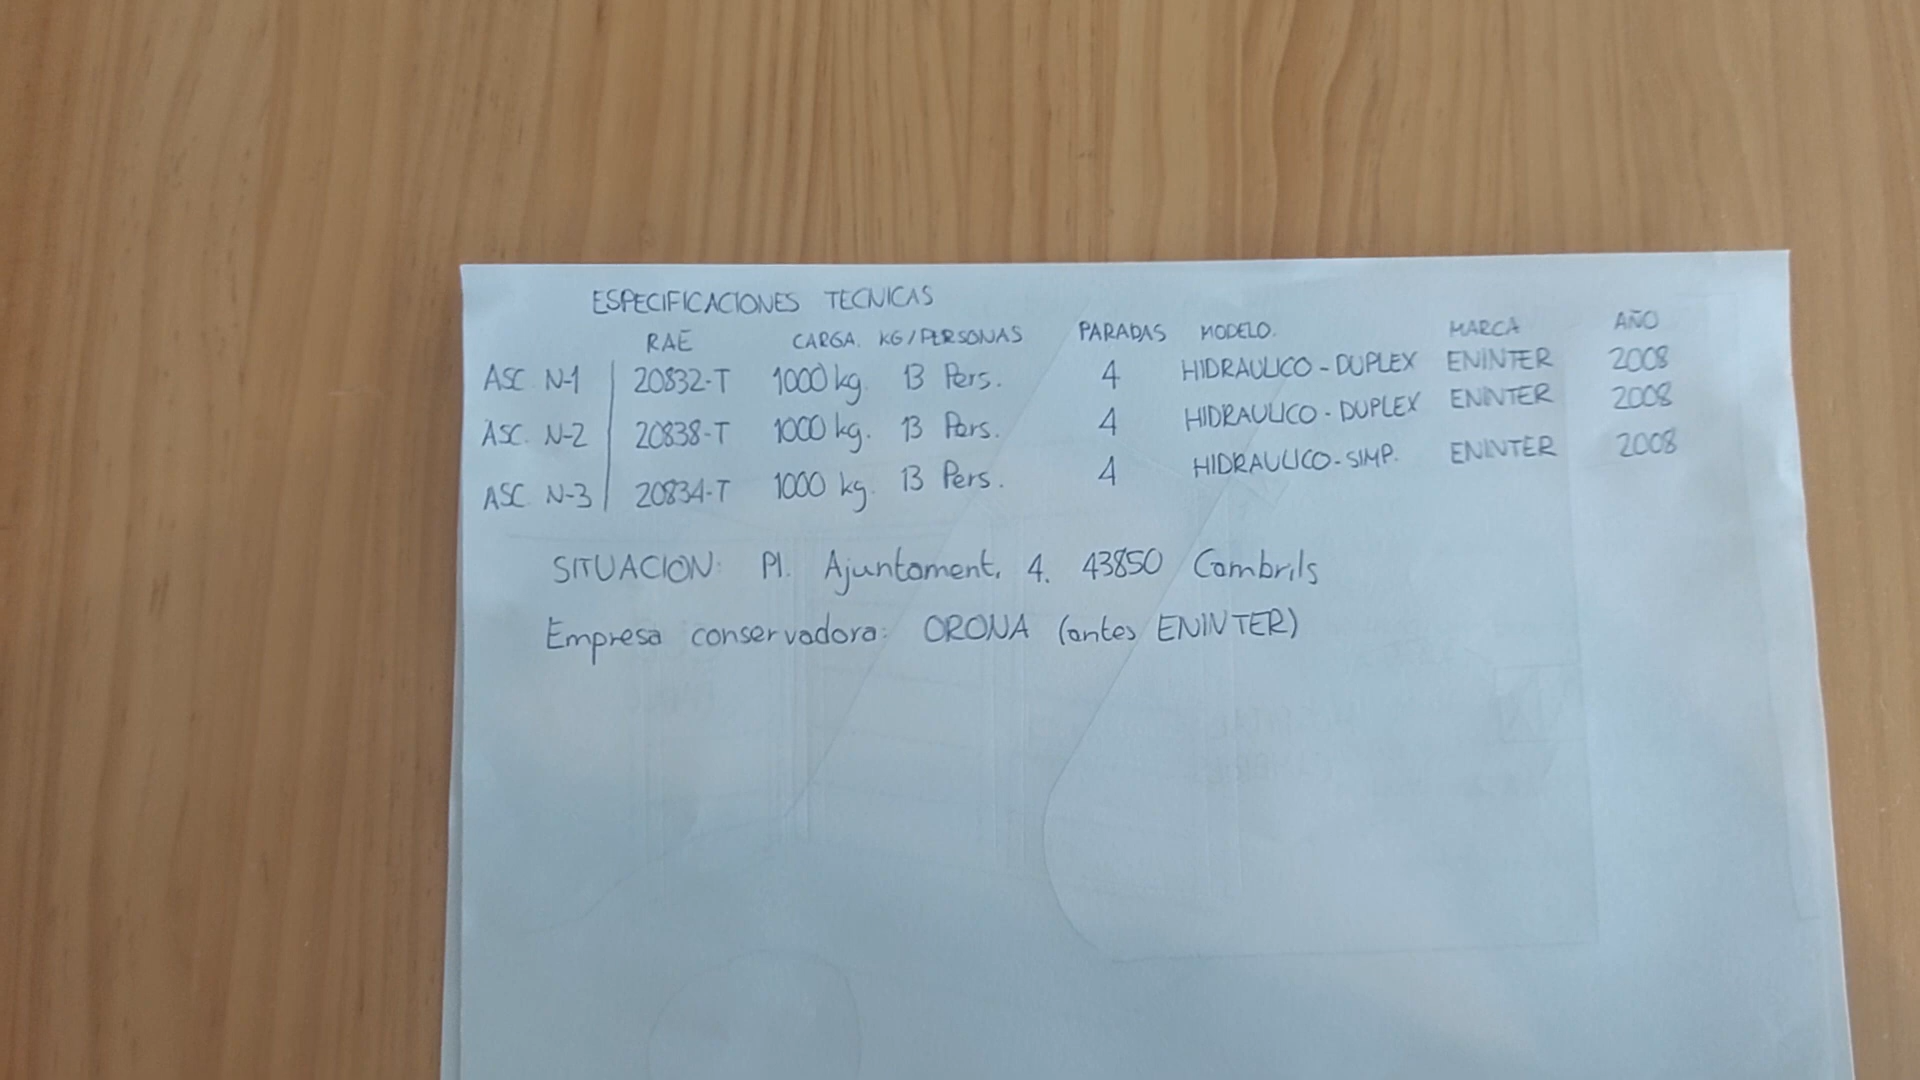 ESPECIFICACIONES TECNICAS
RAE CARGA. KG/PERSONAS PARADAS MODELO. MARCA AÑO
ASC. N-1 20832-T 1000 kg. 13 Pers. 4 HIDRAULICO-DUPLEX ENINTER 2008
ASC. N-2 20838-T 1000 kg. 13 Pers. 4 HIDRAULICO-DUPLEX ENINTER 2008
ASC. N-3 20834-T 1000 kg. 13 Pers. 4 HIDRAULICO-SIMP. ENINTER 2008
SITUACION: Pl. Ajuntament, 4. 43850 Cambrils
Empresa conservadora: ORONA (antes ENINTER)